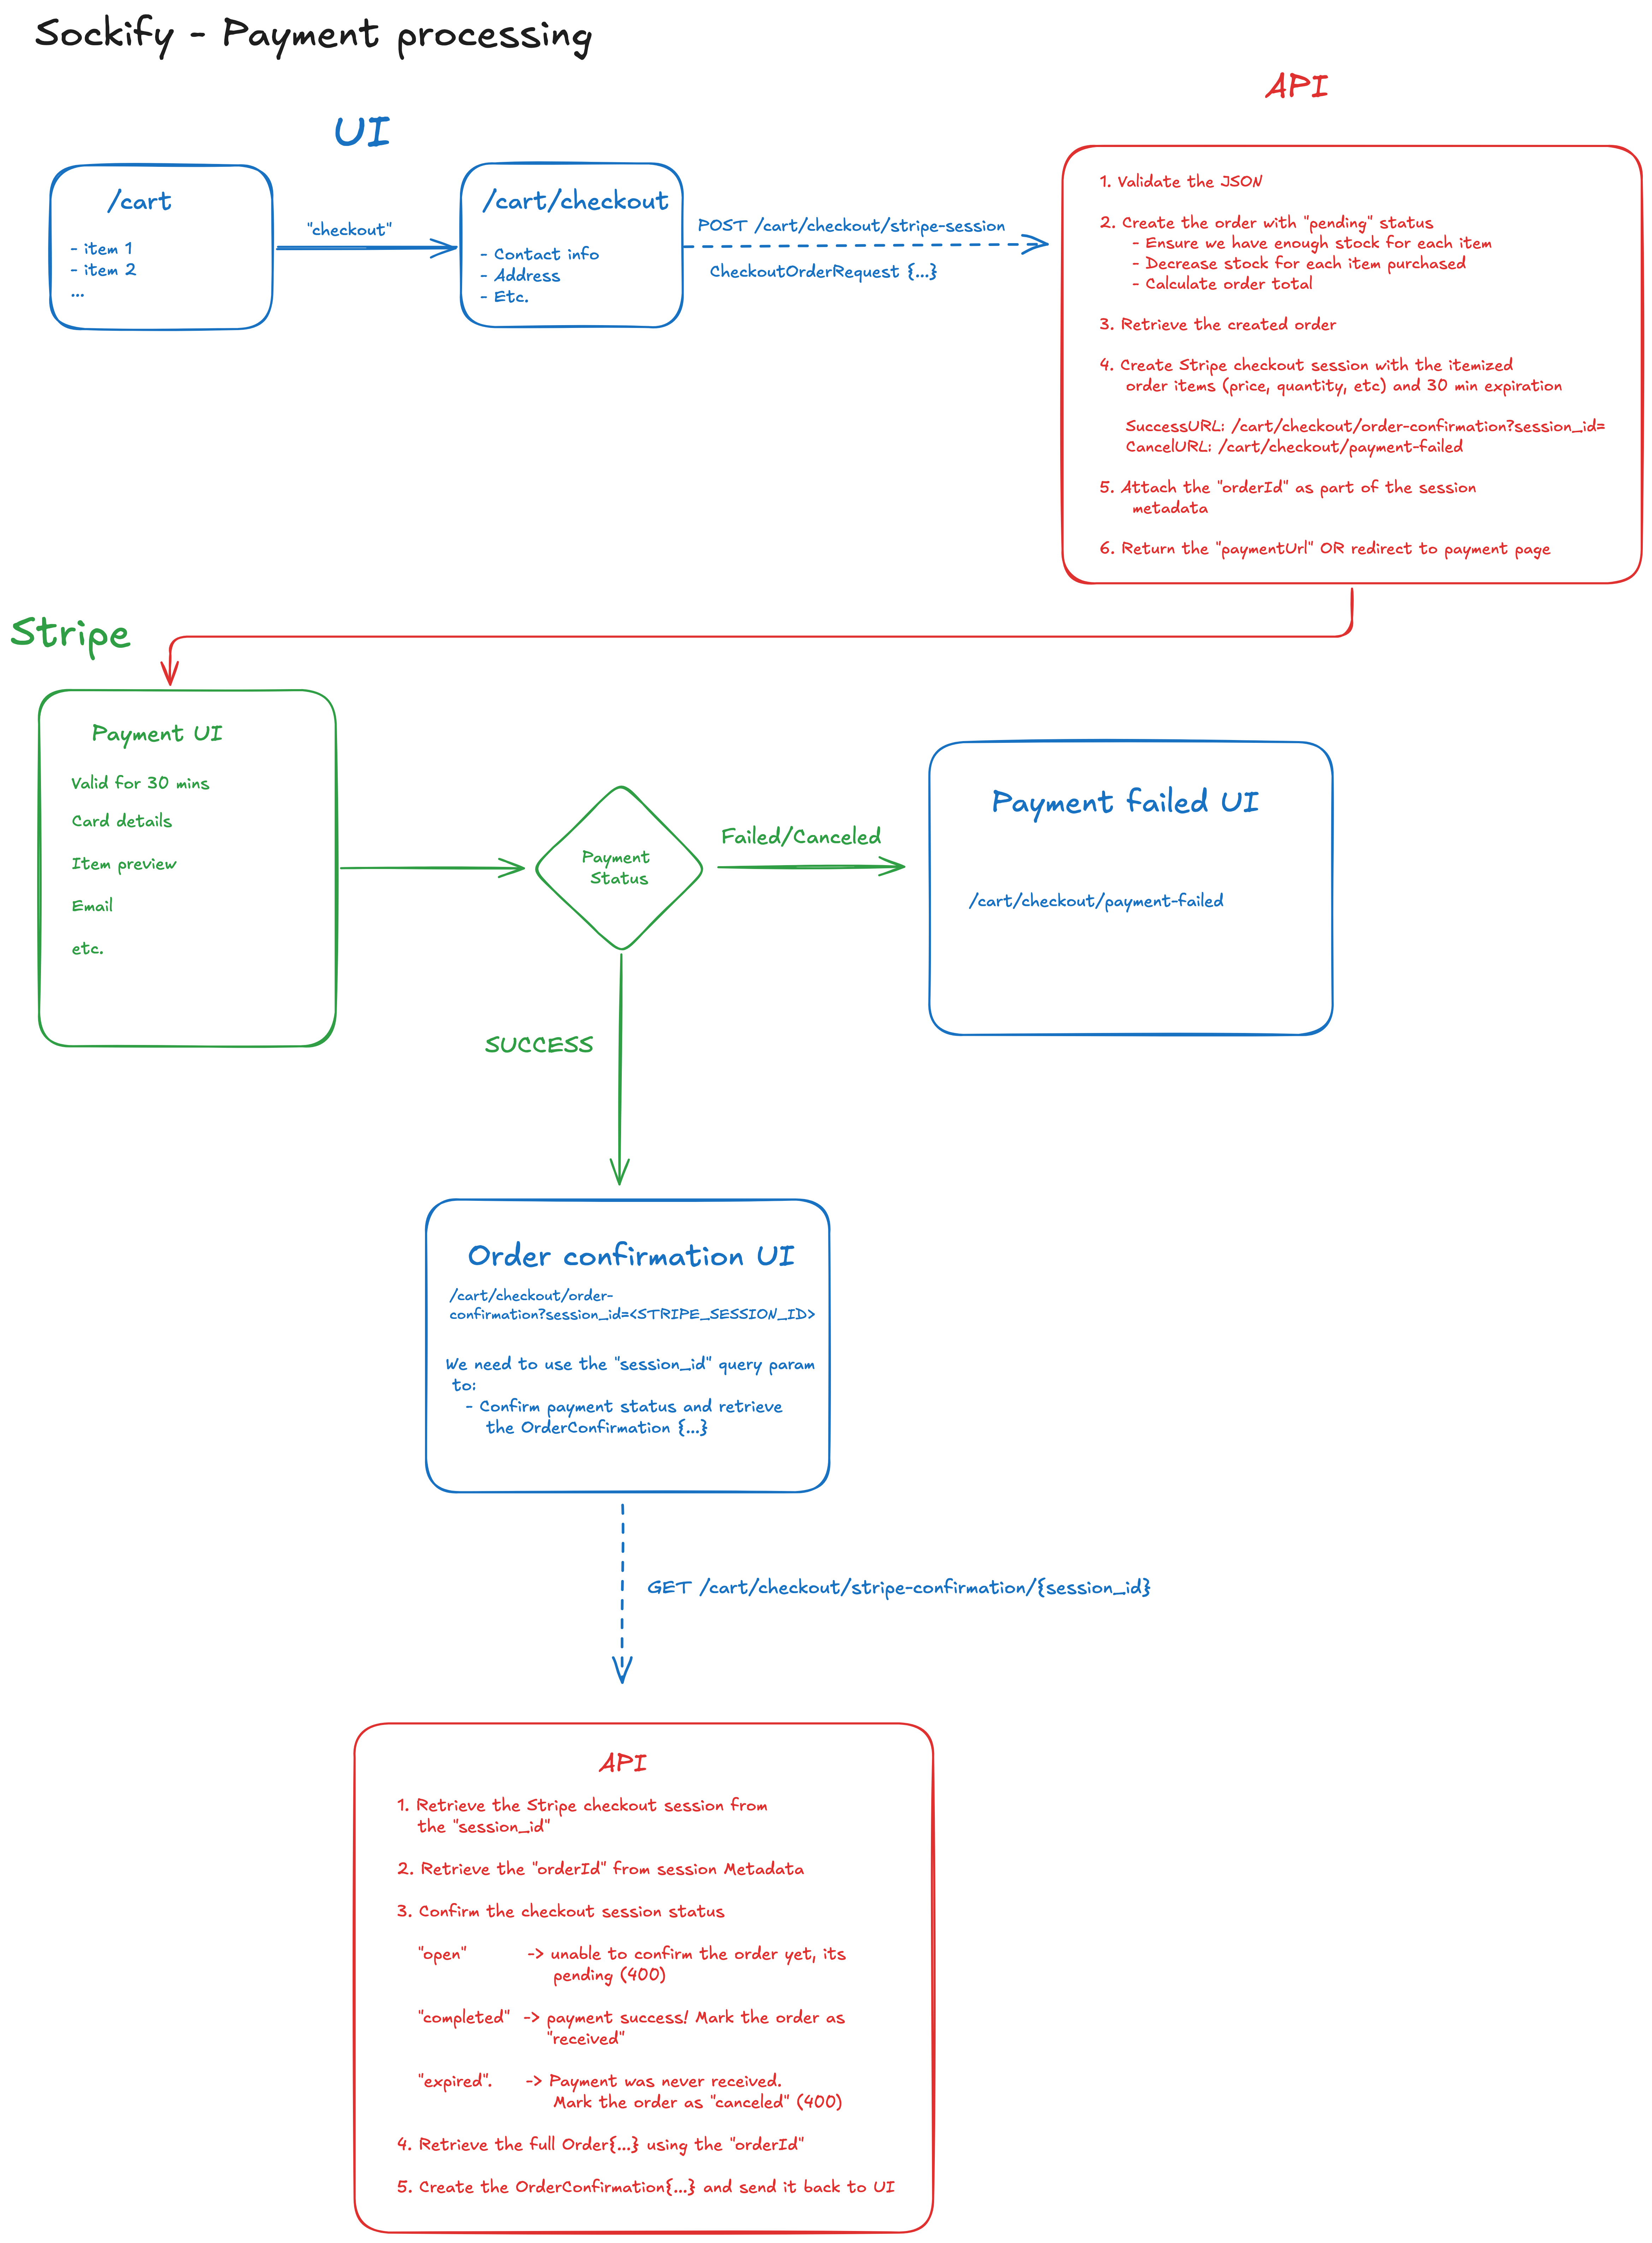 Sockify - Payment processing
API
UI
/cart
- item 1
- item 2
...
"checkout"
/cart/checkout
- Contact info
- Address
- Etc.
POST /cart/checkout/stripe-session
CheckoutOrderRequest {...}
1. Validate the JSON
2. Create the order with "pending" status
- Ensure we have enough stock for each item
- Decrease stock for each item purchased
- Calculate order total
3. Retrieve the created order
4. Create Stripe checkout session with the itemized
order items (price, quantity, etc) and 30 min expiration
SuccessURL: /cart/checkout/order-confirmation?session_id=
CancelURL: /cart/checkout/payment-failed
5. Attach the "orderId" as part of the session
metadata
6. Return the "paymentUrl" OR redirect to payment page
Stripe
Payment UI
Valid for 30 mins
Card details
Item preview
Email
etc.
Payment
Status
Failed/Canceled
Payment failed UI
/cart/checkout/payment-failed
SUCCESS
Order confirmation UI
/cart/checkout/order-
confirmation?session_id=<STRIPE_SESSION_ID>
We need to use the "session_id" query param
to:
- Confirm payment status and retrieve
the OrderConfirmation {...}
GET /cart/checkout/stripe-confirmation/{session_id}
API
1. Retrieve the Stripe checkout session from
the "session_id"
2. Retrieve the "orderId" from session Metadata
3. Confirm the checkout session status
"open" -> unable to confirm the order yet, its
pending (400)
"completed" -> payment success! Mark the order as
"received"
"expired". -> Payment was never received.
Mark the order as "canceled" (400)
4. Retrieve the full Order{...} using the "orderId"
5. Create the OrderConfirmation{...} and send it back to UI